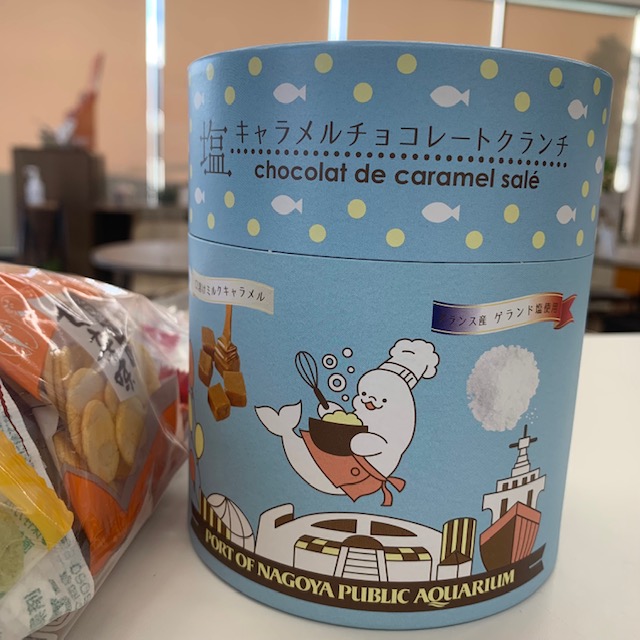 塩キャラメルチョコレートクランチ
chocolat de caramel salé
ミルクキャラメル
ランス産 ゲランド塩使用
PORT OF NAGOYA PUBLIC AQUARIUM